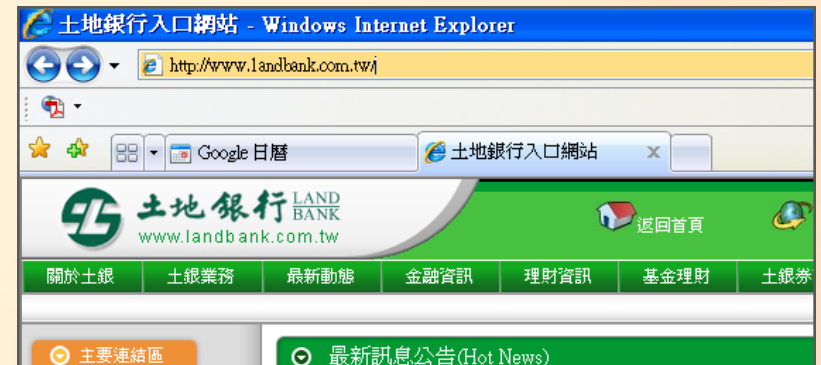 土地銀行入口網站 - Windows Internet Explorer
http://www.1andbank.com.tw/j
Google 日曆 土地銀行入口網站 x
土地銀行 LAND BANK
www.landbank.com.tw
返回首頁
關於土銀 土銀業務 最新動態 金融資訊 理財資訊 基金理財 土銀券
主要連結區 最新訊息公告(Hot News)